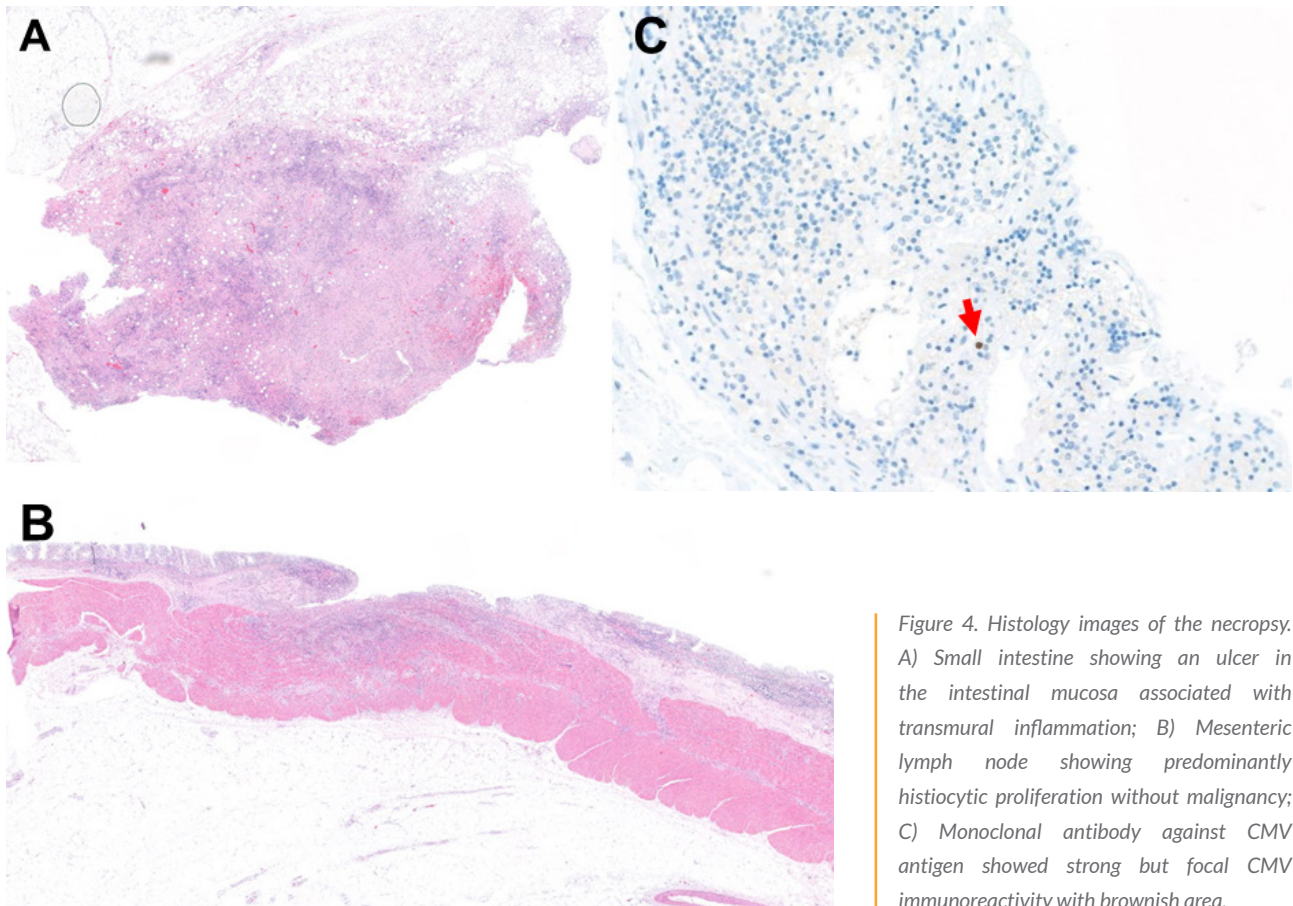 A
C
B
Figure 4. Histology images of the necropsy.
A) Small intestine showing an ulcer in
the intestinal mucosa associated with
transmural inflammation; B) Mesenteric
lymph node showing predominantly
histiocytic proliferation without malignancy;
C) Monoclonal antibody against CMV
antigen showed strong but focal CMV
immunoreactivity with brownish area.